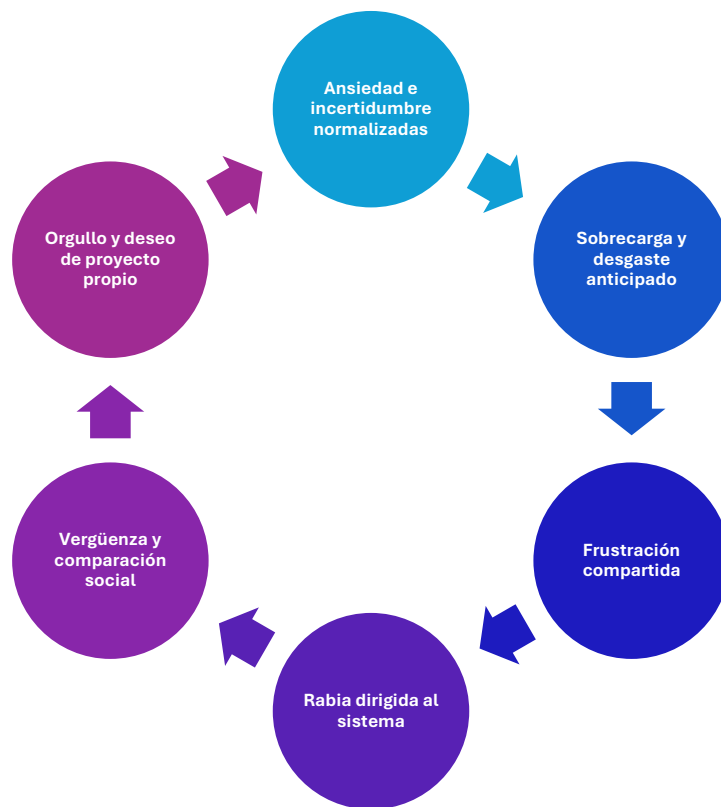 Ansiedad e
incertidumbre
normalizadas
Sobrecarga y
desgaste
anticipado
Frustración
compartida
Rabia dirigida al
sistema
Vergüenza y
comparación
social
Orgullo y deseo
de proyecto
propio